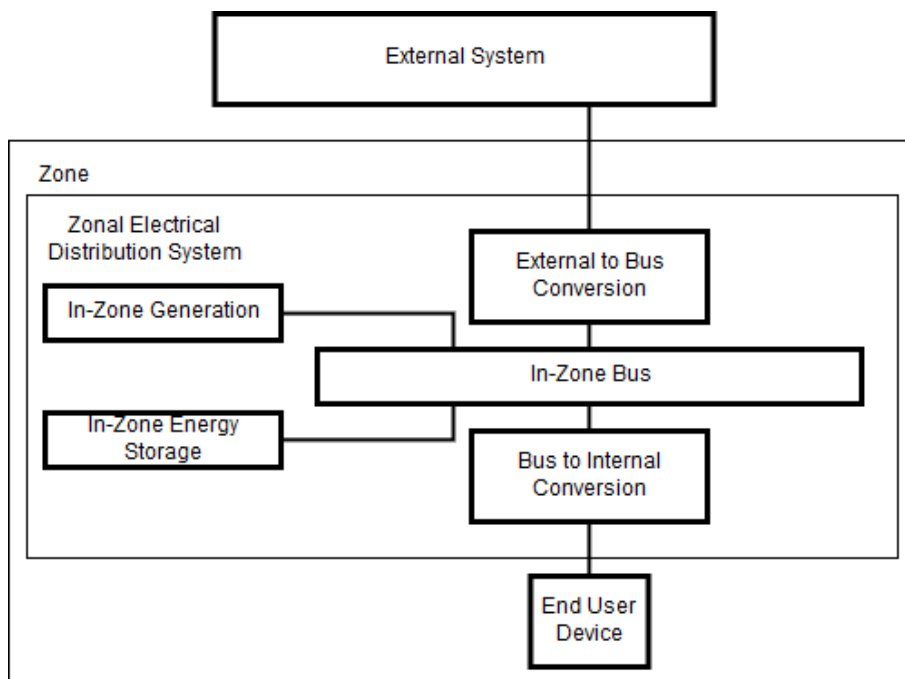 External System
Zone
Zonal Electrical
Distribution System
External to Bus
Conversion
In-Zone Generation
In-Zone Bus
In-Zone Energy
Storage
Bus to Internal
Conversion
End User
Device